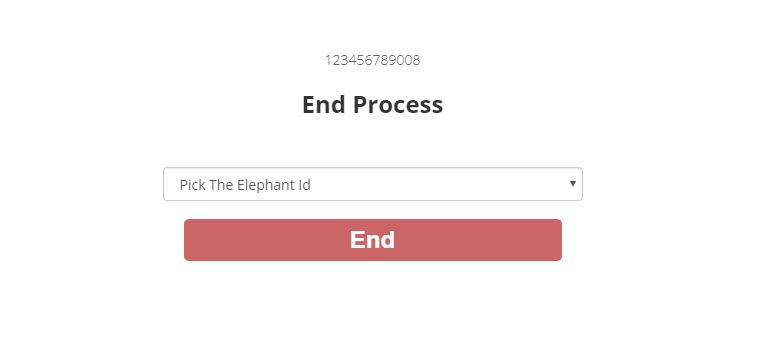 123456789008
End Process
Pick The Elephant Id
End